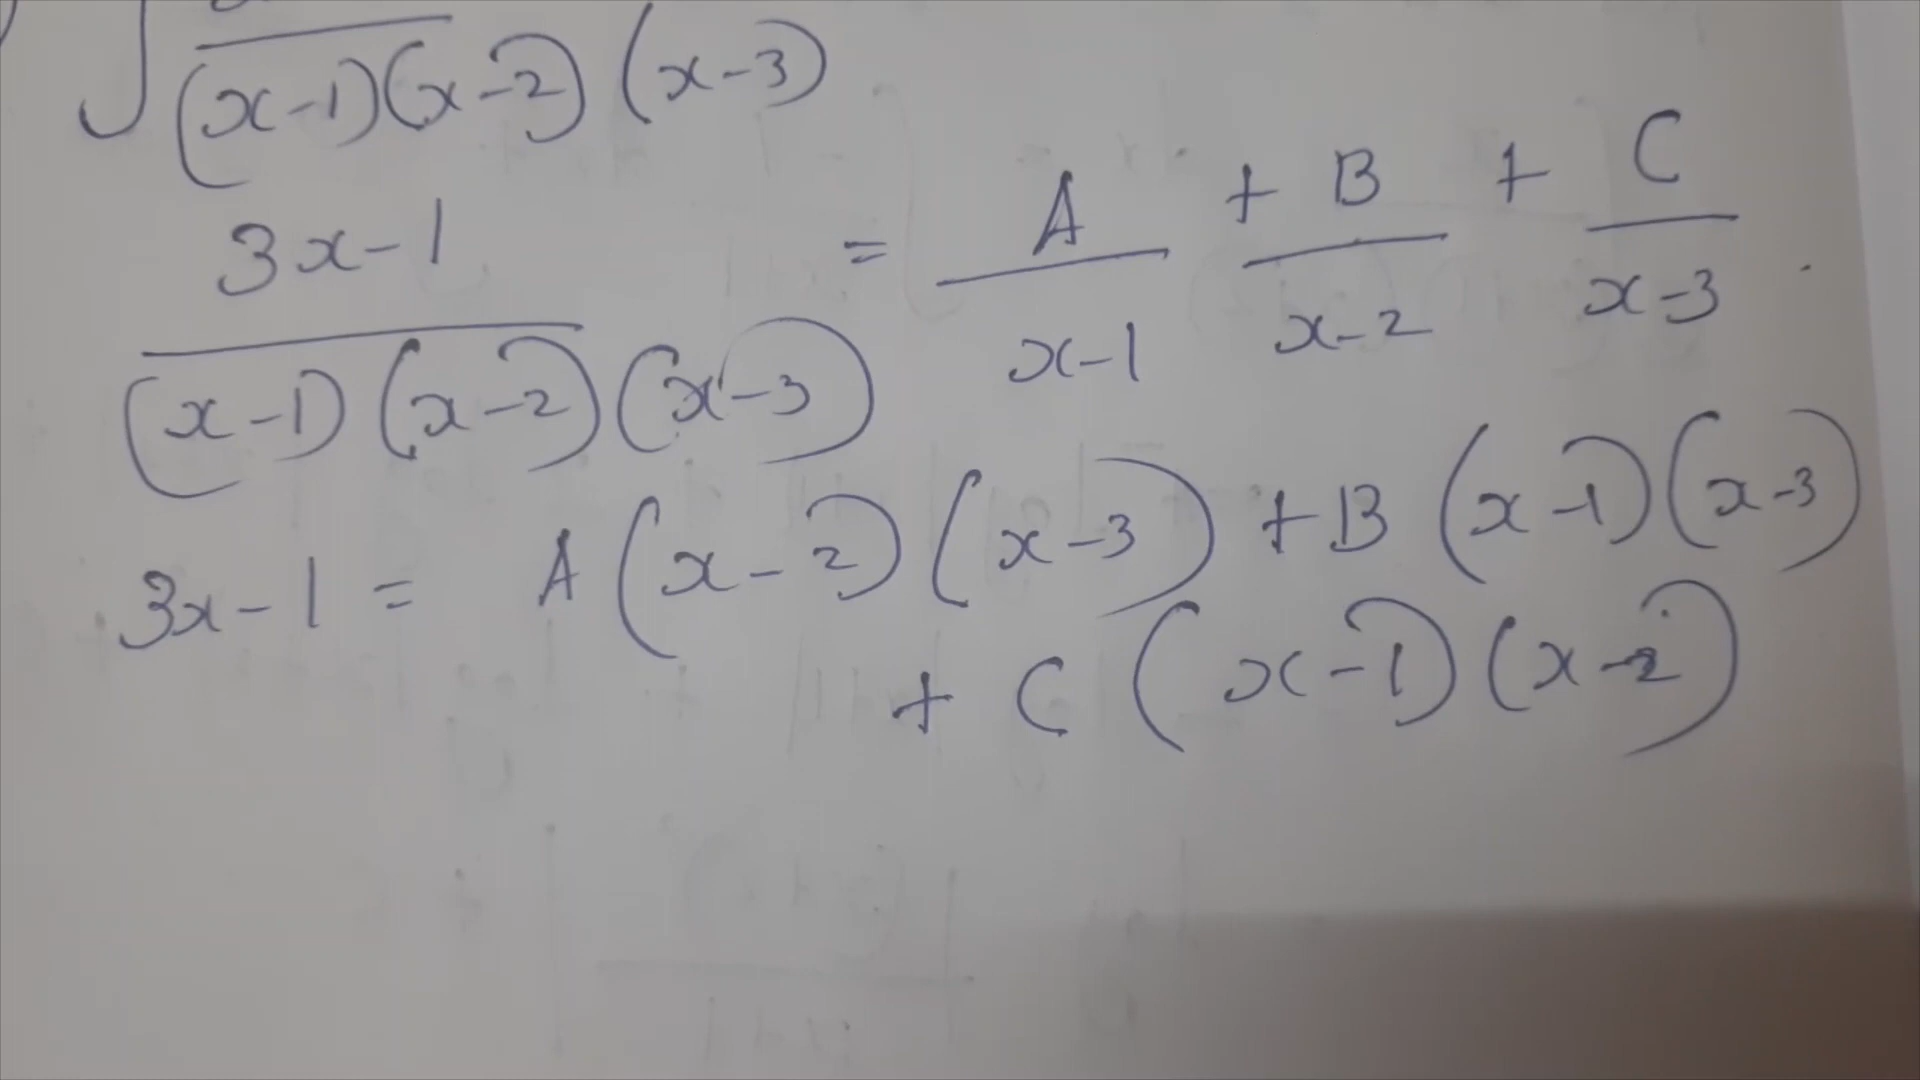 ∫ (x-1)(x-2)(x-3)
3x-1 = A + B + C
(x-1)(x-2)(x-3) x-1 x-2 x-3
3x-1 = A(x-2)(x-3) + B(x-1)(x-3)
+ C(x-1)(x-2)